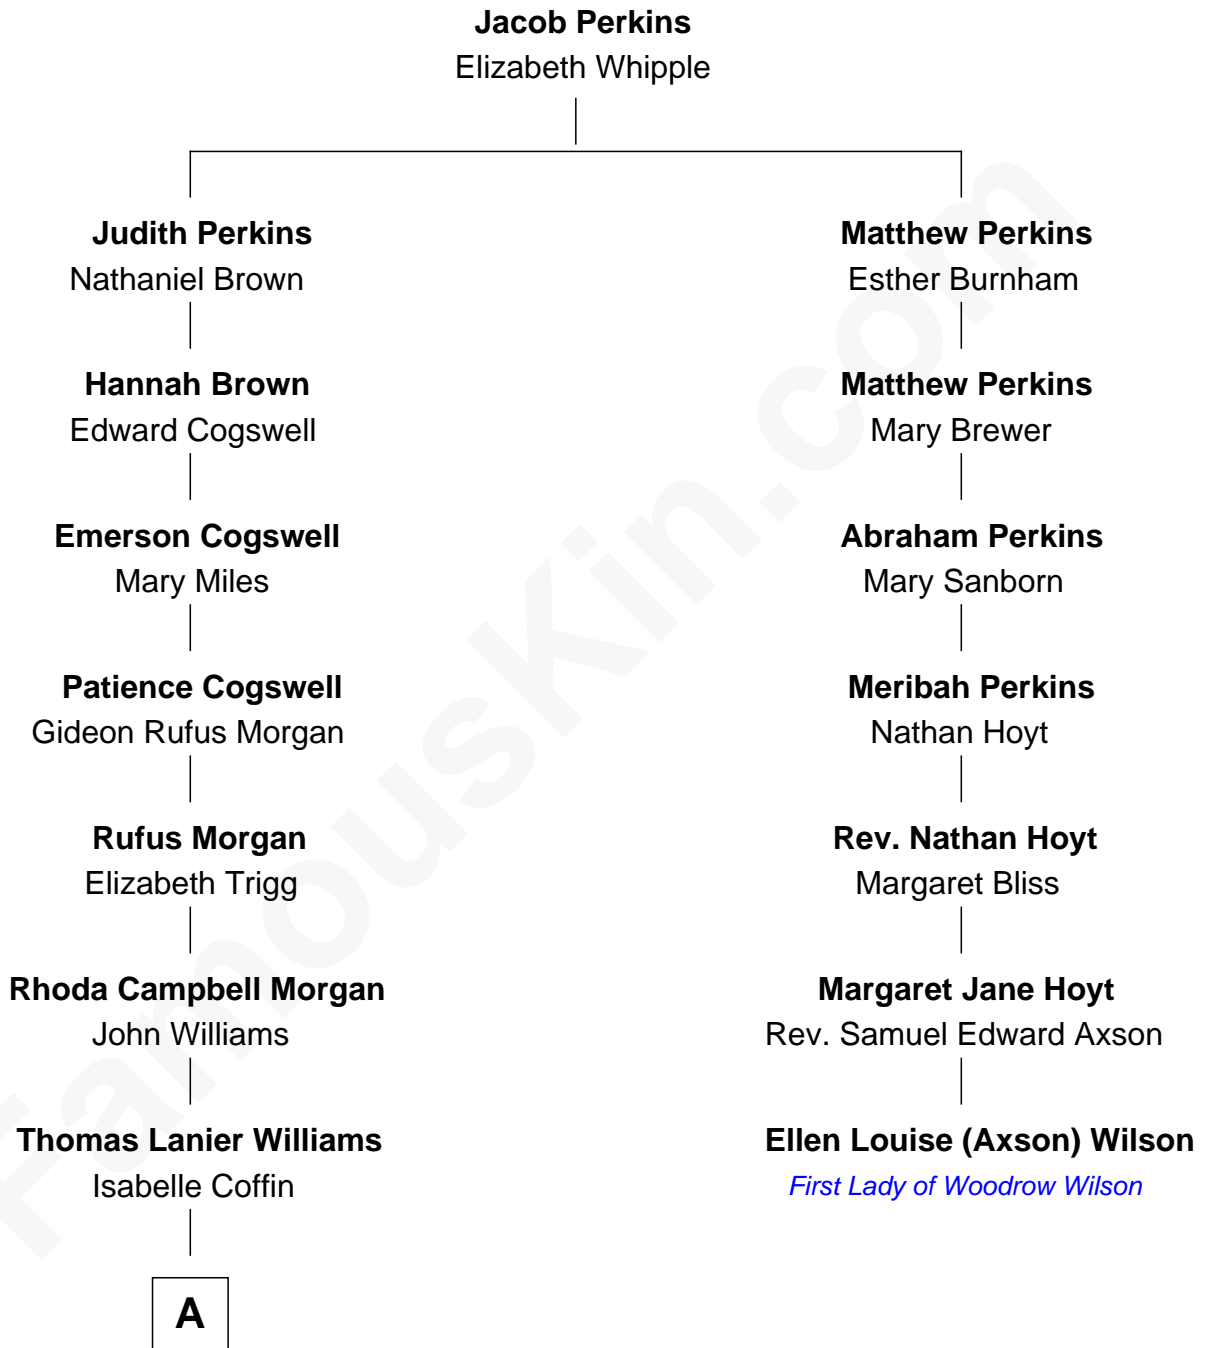 Jacob Perkins
Elizabeth Whipple
Judith Perkins
Nathaniel Brown
Matthew Perkins
Esther Burnham
Hannah Brown
Edward Cogswell
Matthew Perkins
Mary Brewer
Emerson Cogswell
Mary Miles
Abraham Perkins
Mary Sanborn
Patience Cogswell
Gideon Rufus Morgan
Meribah Perkins
Nathan Hoyt
Rufus Morgan
Elizabeth Trigg
Rev. Nathan Hoyt
Margaret Bliss
Rhoda Campbell Morgan
John Williams
Margaret Jane Hoyt
Rev. Samuel Edward Axson
Thomas Lanier Williams
Isabelle Coffin
Ellen Louise (Axson) Wilson
First Lady of Woodrow Wilson
A
FamousKin.com